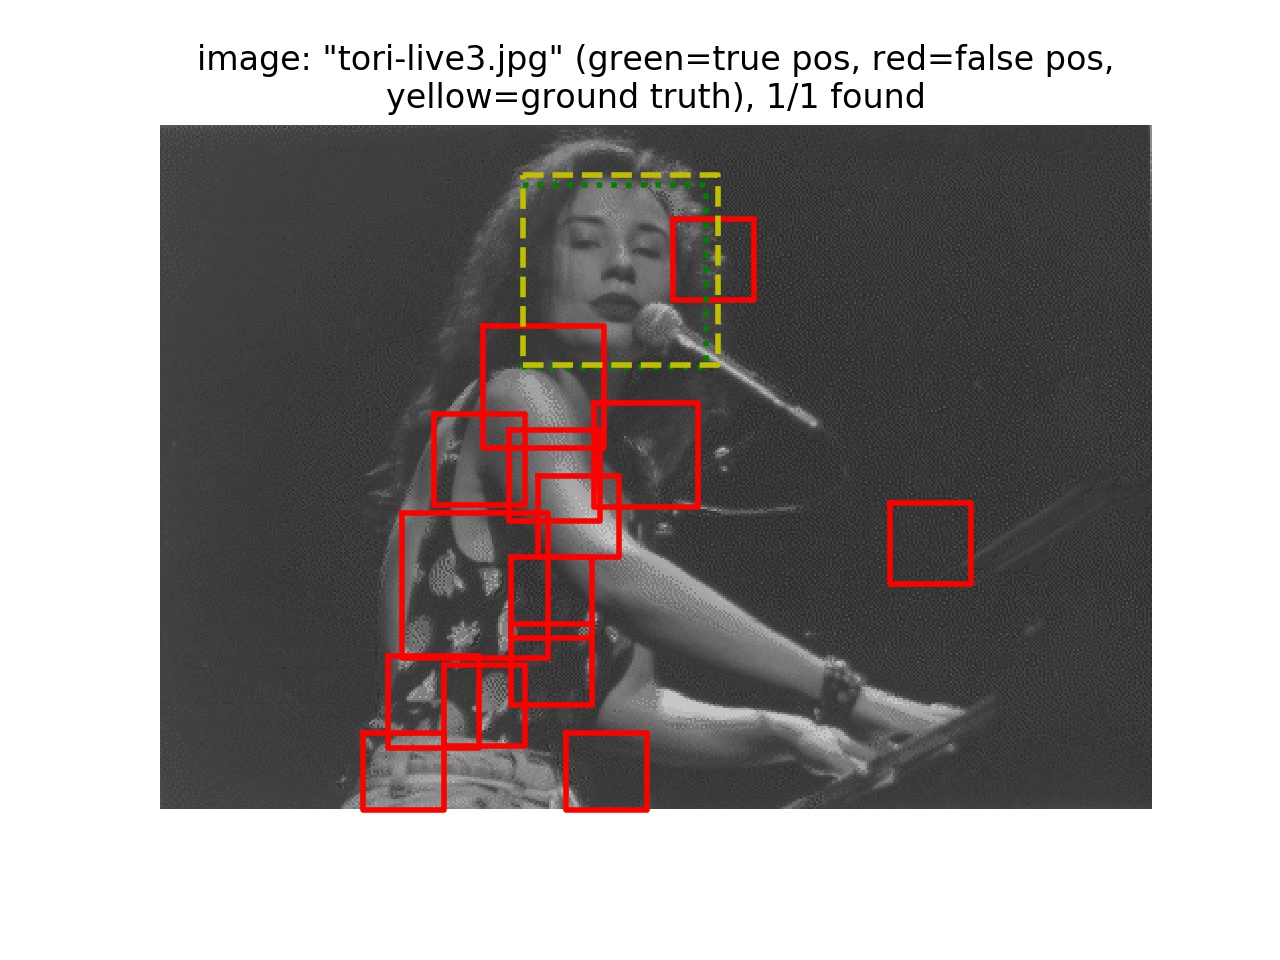 image: "tori-live3.jpg" (green=true pos, red=false pos,
yellow=ground truth), 1/1 found